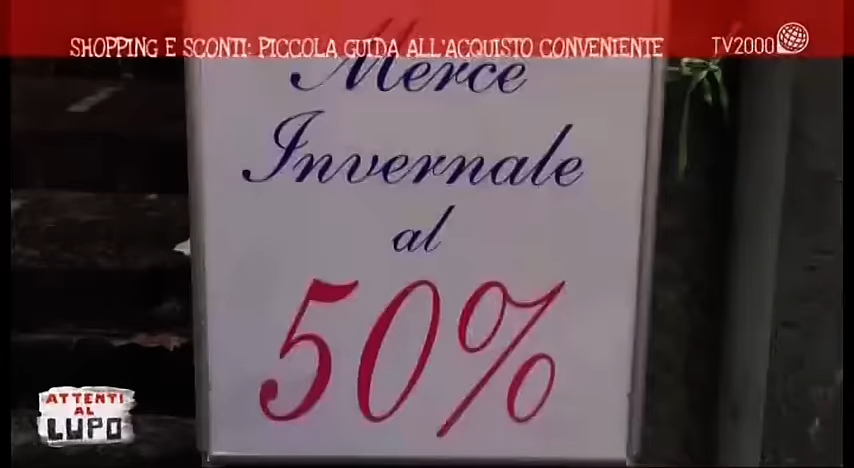 SHOPPING E SCONTI: PICCOLA GUIDA ALL'ACQUISTO CONVENIENTE
TV2000
Merce
Invernale
al
50%
ATTENTI
AL
LUPO